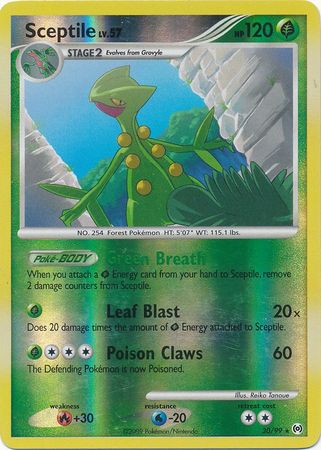 Sceptile LV.57
HP 120
STAGE 2 Evolves from Grovyle
NO. 254 Forest Pokémon HT: 5'07" WT: 115.1 lbs.
Poké-BODY Green Breath
When you attach a Energy card from your hand to Sceptile, remove
2 damage counters from Sceptile.
Leaf Blast 20x
Does 20 damage times the amount of Energy attached to Sceptile.
Poison Claws 60
The Defending Pokémon is now Poisoned.
Illus. Reiko Tanoue
weakness resistance retreat cost
+30 -20
©2009 Pokémon/Nintendo 30/99 ★